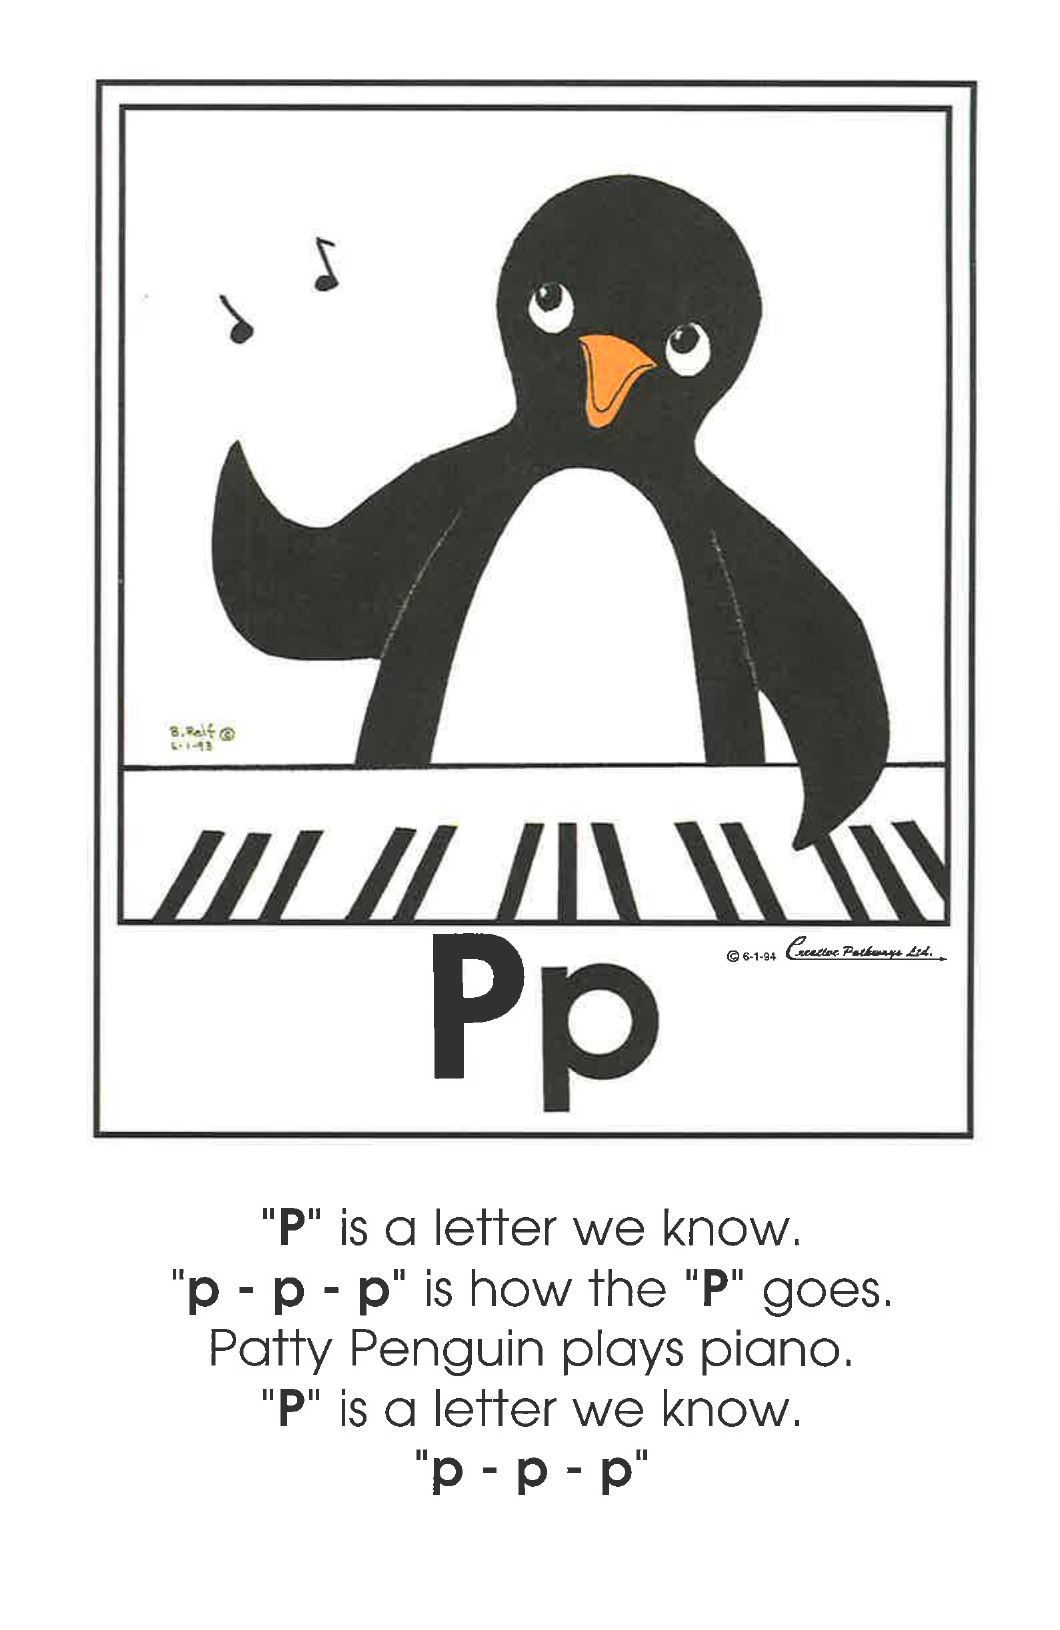 B. Relf ©
6-1-93
© 6-1-94 Creative Pathways Ltd.
Pp
"P" is a letter we know.
"p - p - p" is how the "P" goes.
Patty Penguin plays piano.
"P" is a letter we know.
"p - p - p"